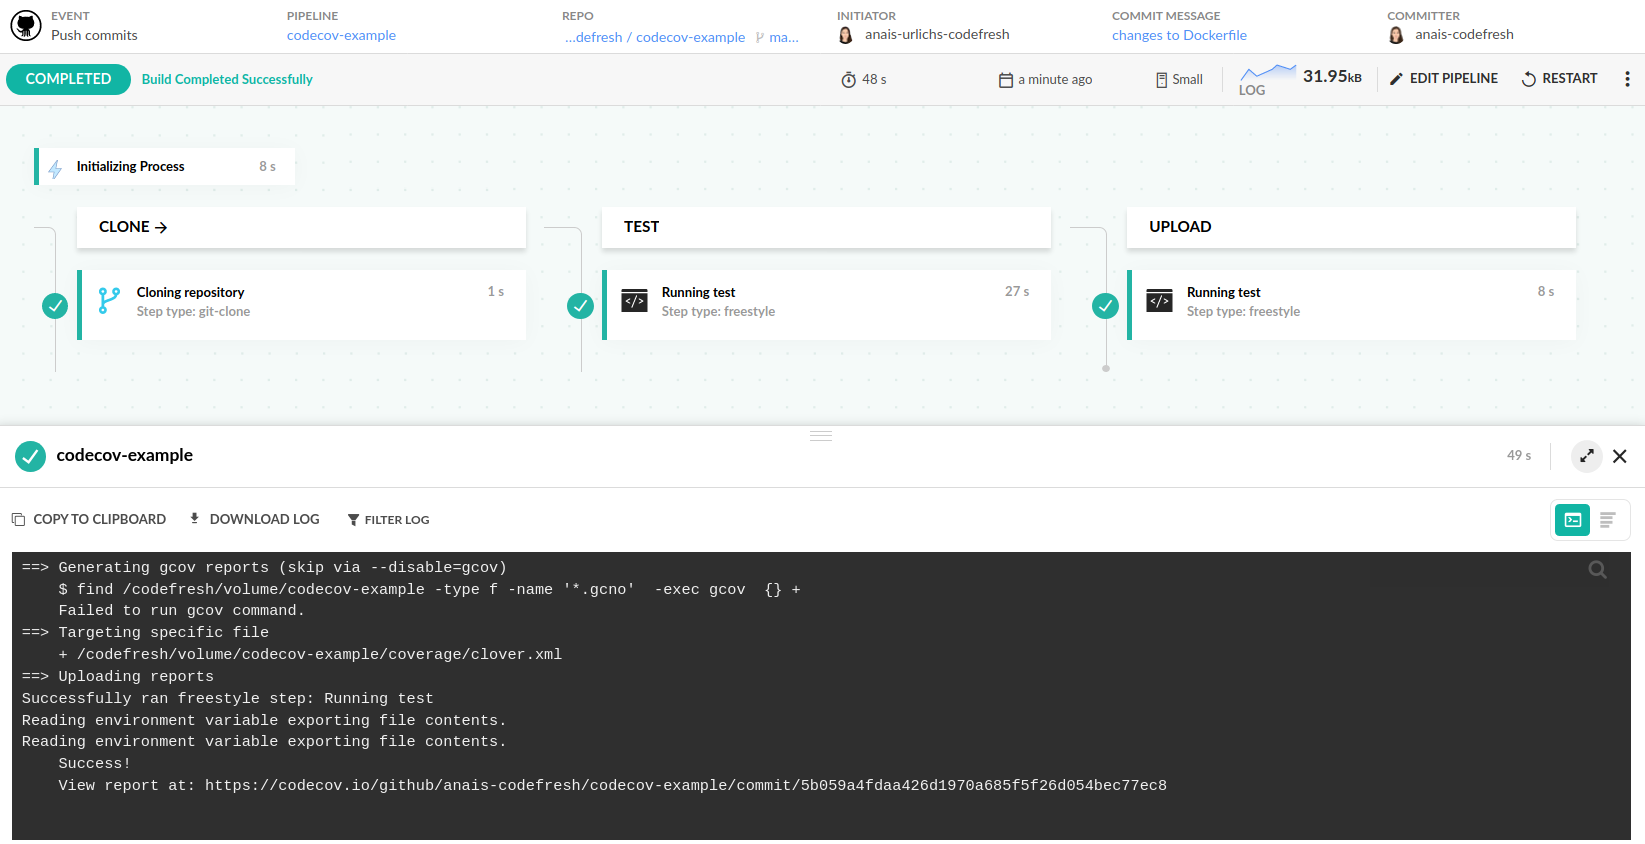 EVENT
Push commits
PIPELINE
codecov-example
REPO
...defresh / codecov-example ma...
INITIATOR
anais-urlichs-codefresh
COMMIT MESSAGE
changes to Dockerfile
COMMITTER
anais-codefresh
COMPLETED
Build Completed Successfully
48 s
a minute ago
Small
LOG
31.95kB
EDIT PIPELINE
RESTART
Initializing Process 8 s
CLONE →
TEST
UPLOAD
Cloning repository 1 s
Step type: git-clone
Running test 27 s
Step type: freestyle
Running test 8 s
Step type: freestyle
codecov-example
49 s
COPY TO CLIPBOARD
DOWNLOAD LOG
FILTER LOG
==> Generating gcov reports (skip via --disable=gcov)
    $ find /codefresh/volume/codecov-example -type f -name '*.gcno'  -exec gcov  {} +
    Failed to run gcov command.
==> Targeting specific file
    + /codefresh/volume/codecov-example/coverage/clover.xml
==> Uploading reports
Successfully ran freestyle step: Running test
Reading environment variable exporting file contents.
Reading environment variable exporting file contents.
    Success!
    View report at: https://codecov.io/github/anais-codefresh/codecov-example/commit/5b059a4fdaa426d1970a685f5f26d054bec77ec8